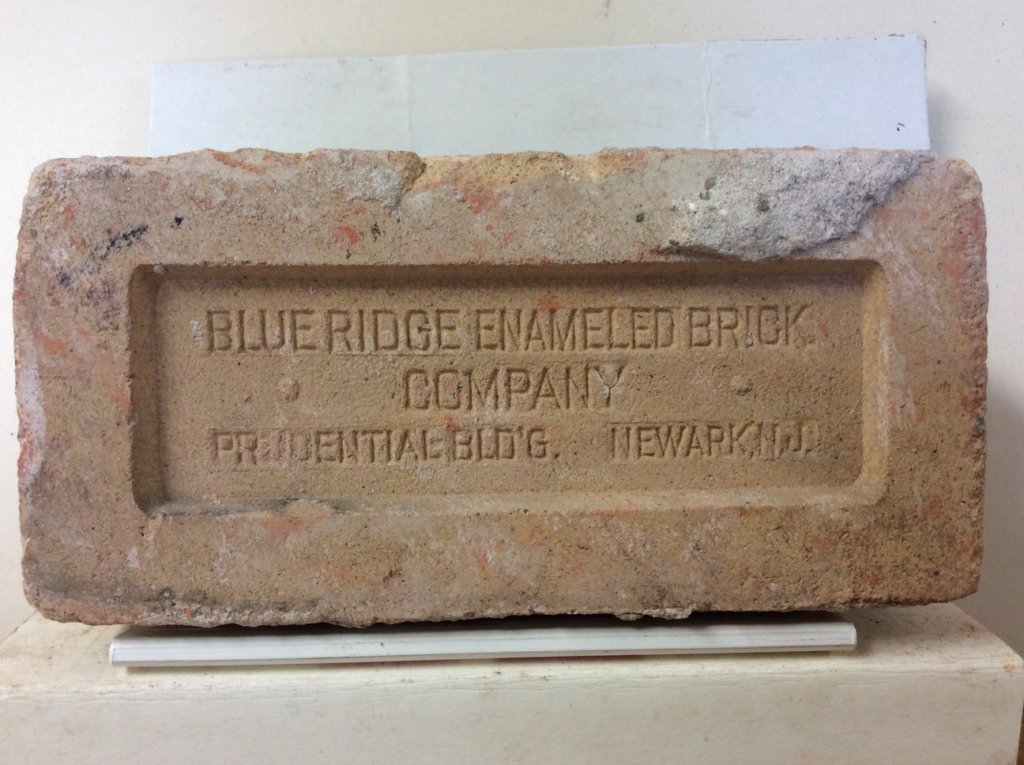 BLUE RIDGE ENAMELED BRICK
COMPANY
PRUDENTIAL BLD'G. NEWARK, N.J.